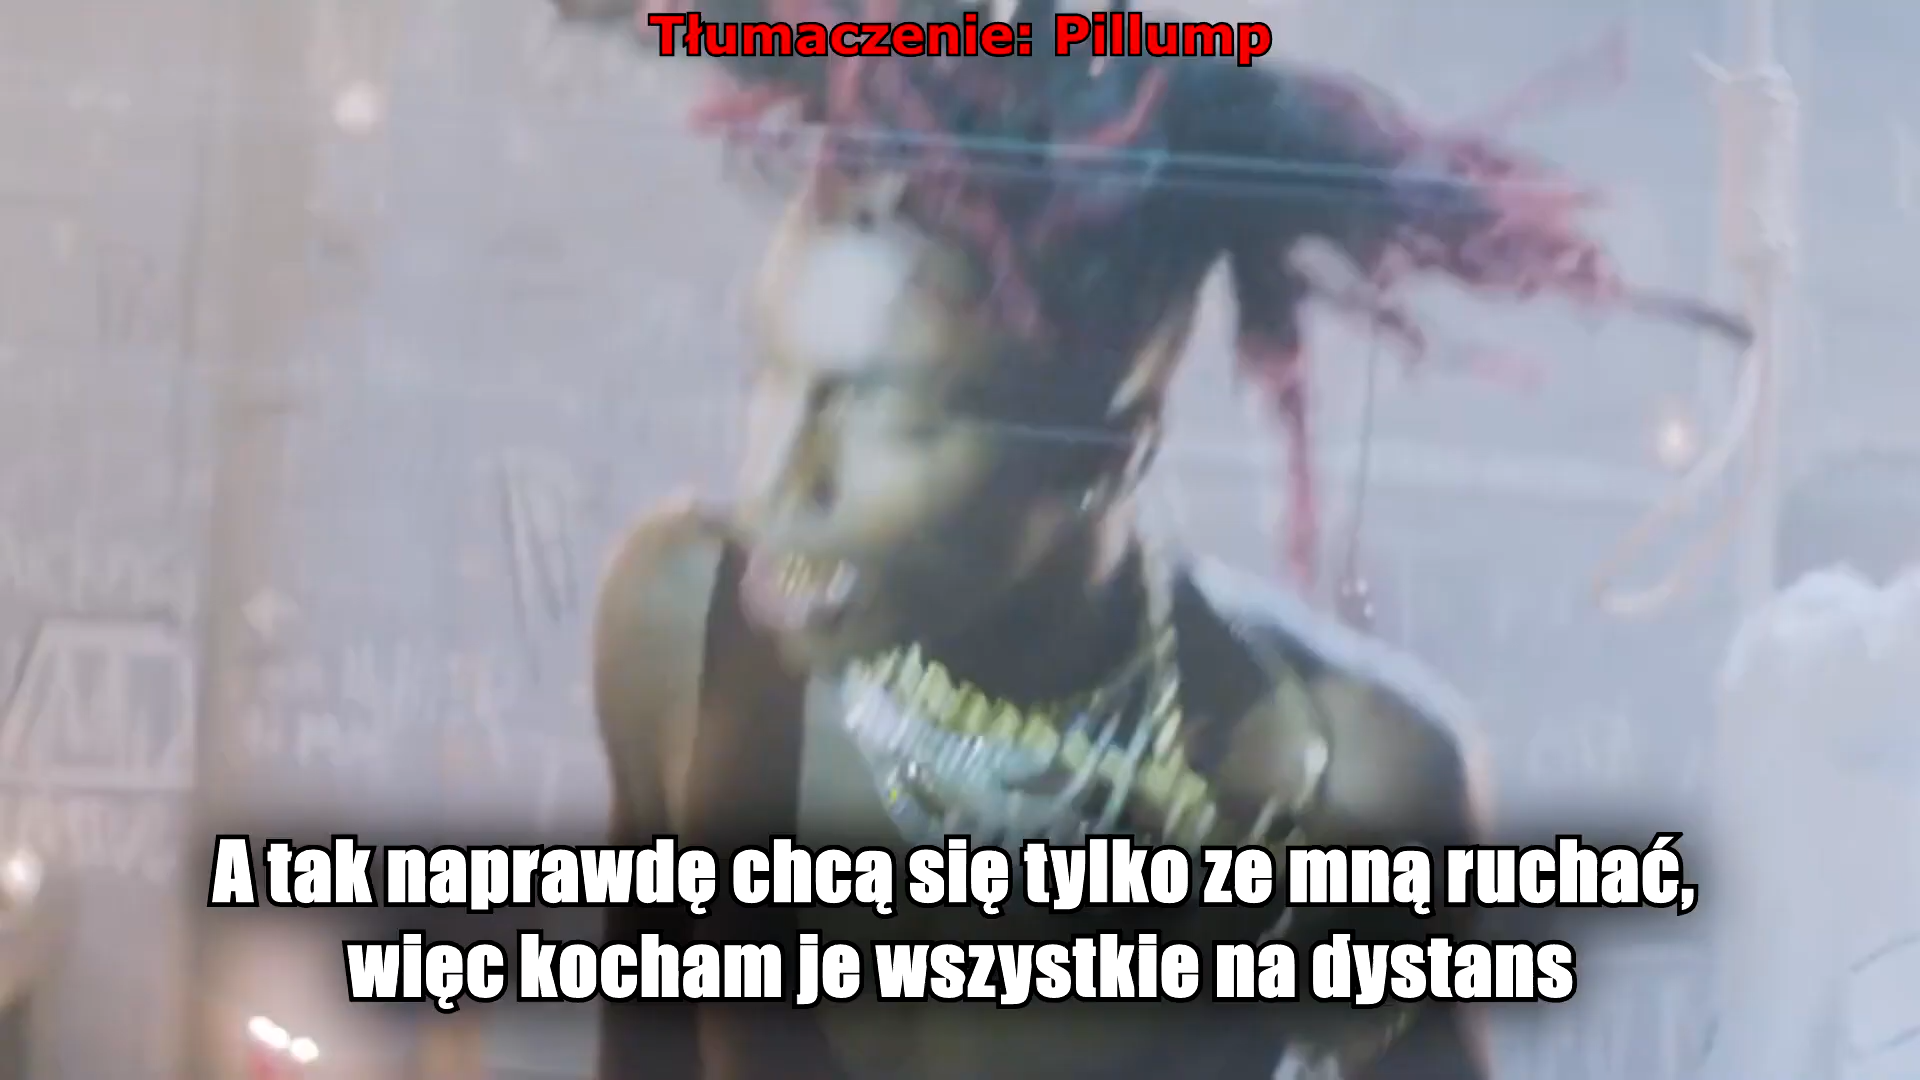 Tłumaczenie: Pillump
A tak naprawdę chcą się tylko ze mną ruchać,
więc kocham je wszystkie na dystans